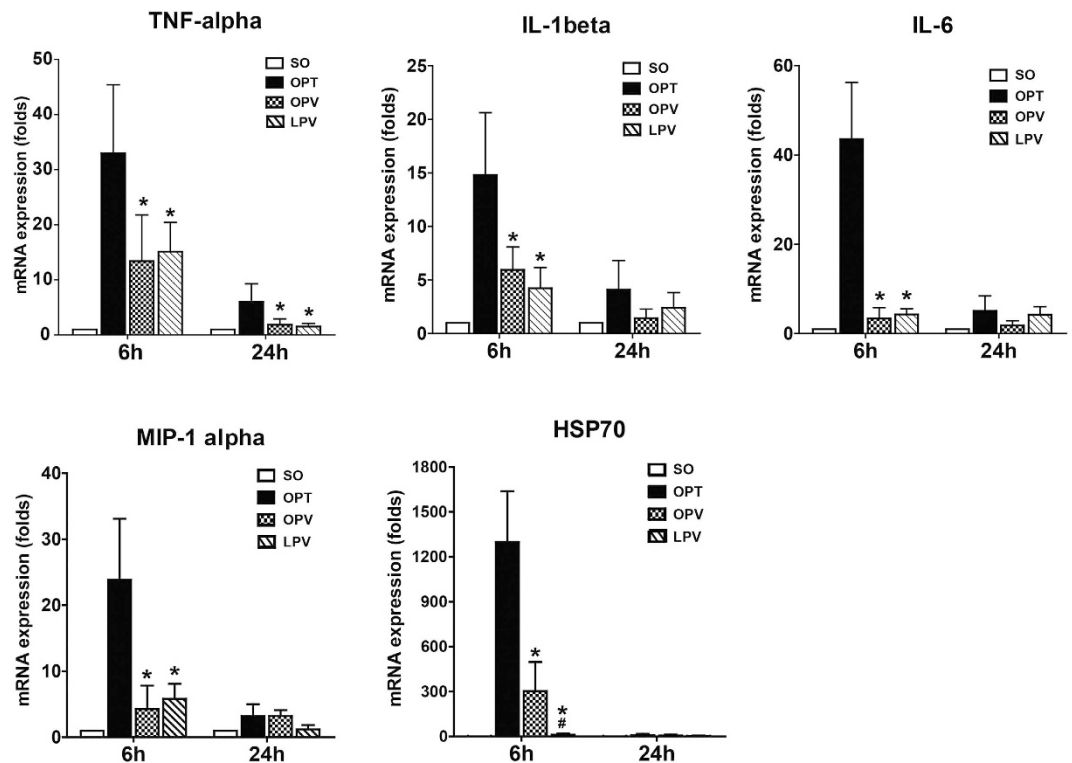 TNF-alpha
mRNA expression (folds)
50
40
30
20
10
0
SO
OPT
OPV
LPV
*
*
*
*
6h
24h
IL-1beta
mRNA expression (folds)
25
20
15
10
5
0
SO
OPT
OPV
LPV
*
*
6h
24h
IL-6
mRNA expression (folds)
60
40
20
0
SO
OPT
OPV
LPV
*
*
6h
24h
MIP-1 alpha
mRNA expression (folds)
40
30
20
10
0
SO
OPT
OPV
LPV
*
*
6h
24h
HSP70
mRNA expression (folds)
1800
1500
1200
900
600
300
0
SO
OPT
OPV
LPV
*
*
#
6h
24h